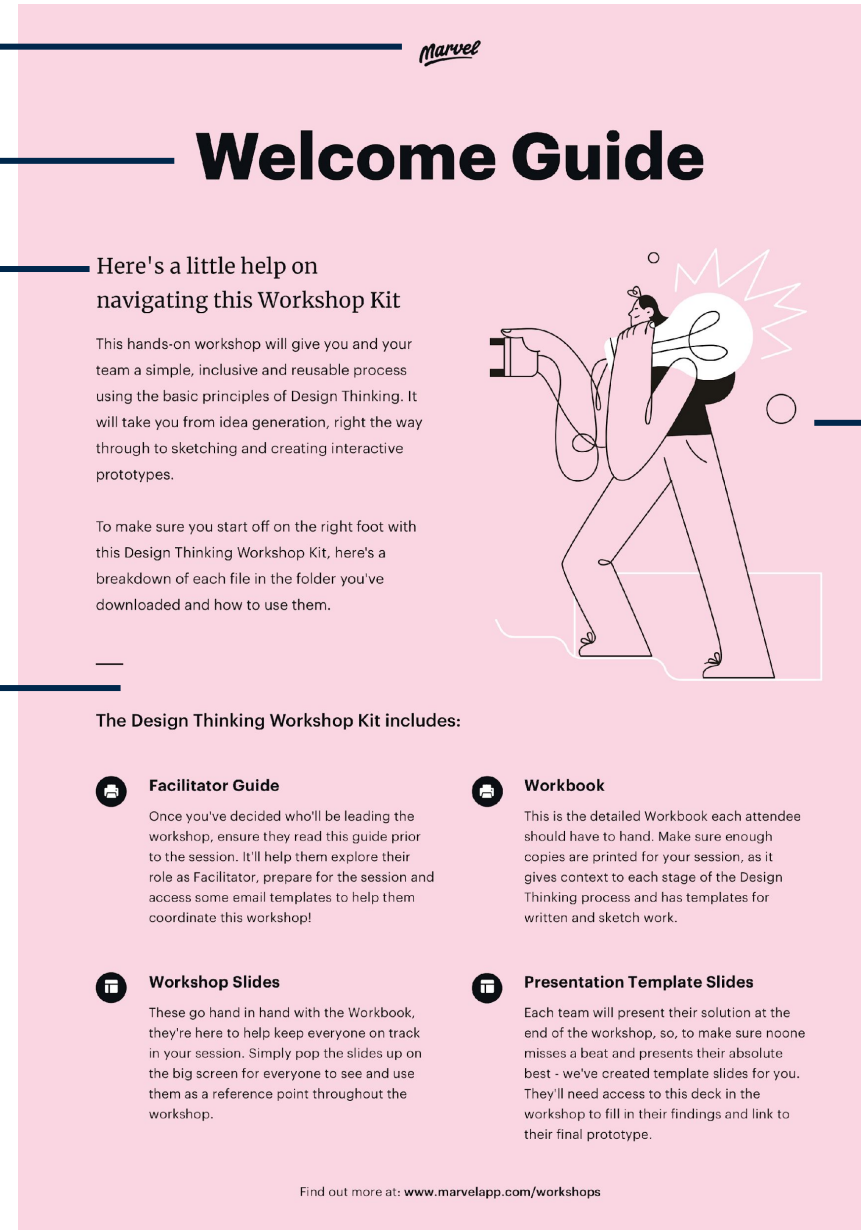 Marvel
Welcome Guide
Here's a little help on
navigating this Workshop Kit
This hands-on workshop will give you and your
team a simple, inclusive and reusable process
using the basic principles of Design Thinking. It
will take you from idea generation, right the way
through to sketching and creating interactive
prototypes.
To make sure you start off on the right foot with
this Design Thinking Workshop Kit, here's a
breakdown of each file in the folder you've
downloaded and how to use them.
The Design Thinking Workshop Kit includes:
Facilitator Guide
Once you've decided who'll be leading the
workshop, ensure they read this guide prior
to the session. It'll help them explore their
role as Facilitator, prepare for the session and
access some email templates to help them
coordinate this workshop!
Workbook
This is the detailed Workbook each attendee
should have to hand. Make sure enough
copies are printed for your session, as it
gives context to each stage of the Design
Thinking process and has templates for
written and sketch work.
Workshop Slides
These go hand in hand with the Workbook,
they're here to help keep everyone on track
in your session. Simply pop the slides up on
the big screen for everyone to see and use
them as a reference point throughout the
workshop.
Presentation Template Slides
Each team will present their solution at the
end of the workshop, so, to make sure noone
misses a beat and presents their absolute
best - we've created template slides for you.
They'll need access to this deck in the
workshop to fill in their findings and link to
their final prototype.
Find out more at: www.marvelapp.com/workshops